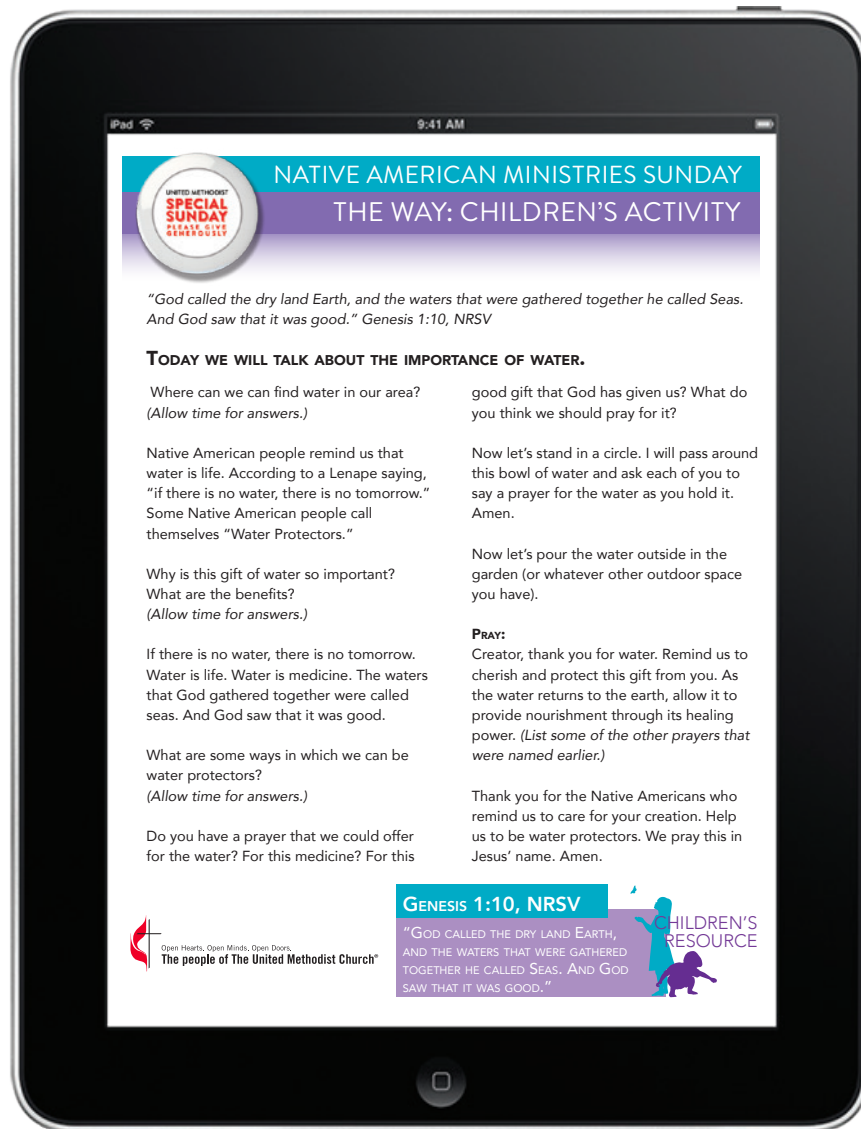 iPad
9:41 AM
UNITED METHODIST
SPECIAL
SUNDAY
PLEASE GIVE
GENEROUSLY
NATIVE AMERICAN MINISTRIES SUNDAY
THE WAY: CHILDREN'S ACTIVITY
“God called the dry land Earth, and the waters that were gathered together he called Seas.
And God saw that it was good.” Genesis 1:10, NRSV
TODAY WE WILL TALK ABOUT THE IMPORTANCE OF WATER.
Where can we can find water in our area?
(Allow time for answers.)
Native American people remind us that
water is life. According to a Lenape saying,
“if there is no water, there is no tomorrow.”
Some Native American people call
themselves “Water Protectors.”
Why is this gift of water so important?
What are the benefits?
(Allow time for answers.)
If there is no water, there is no tomorrow.
Water is life. Water is medicine. The waters
that God gathered together were called
seas. And God saw that it was good.
What are some ways in which we can be
water protectors?
(Allow time for answers.)
Do you have a prayer that we could offer
for the water? For this medicine? For this
good gift that God has given us? What do
you think we should pray for it?
Now let’s stand in a circle. I will pass around
this bowl of water and ask each of you to
say a prayer for the water as you hold it.
Amen.
Now let’s pour the water outside in the
garden (or whatever other outdoor space
you have).
PRAY:
Creator, thank you for water. Remind us to
cherish and protect this gift from you. As
the water returns to the earth, allow it to
provide nourishment through its healing
power. (List some of the other prayers that
were named earlier.)
Thank you for the Native Americans who
remind us to care for your creation. Help
us to be water protectors. We pray this in
Jesus’ name. Amen.
Open Hearts. Open Minds. Open Doors.
The people of The United Methodist Church®
GENESIS 1:10, NRSV
“GOD CALLED THE DRY LAND EARTH,
AND THE WATERS THAT WERE GATHERED
TOGETHER HE CALLED SEAS. AND GOD
SAW THAT IT WAS GOOD.”
CHILDREN’S
RESOURCE